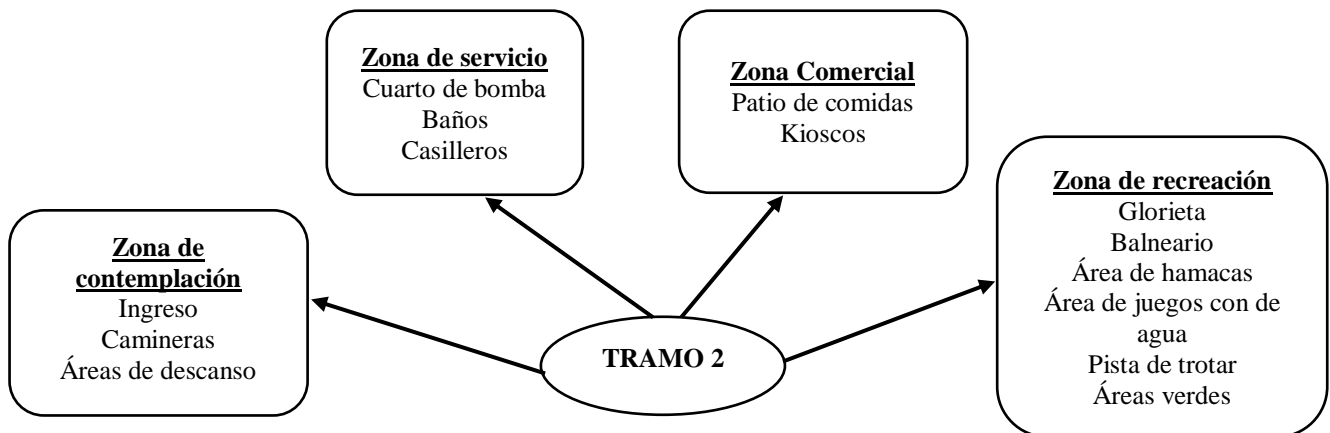 Zona de servicio
Cuarto de bomba
Baños
Casilleros
Zona Comercial
Patio de comidas
Kioscos
Zona de recreación
Glorieta
Balneario
Área de hamacas
Área de juegos con de
agua
Pista de trotar
Áreas verdes
Zona de
contemplación
Ingreso
Camineras
Áreas de descanso
TRAMO 2